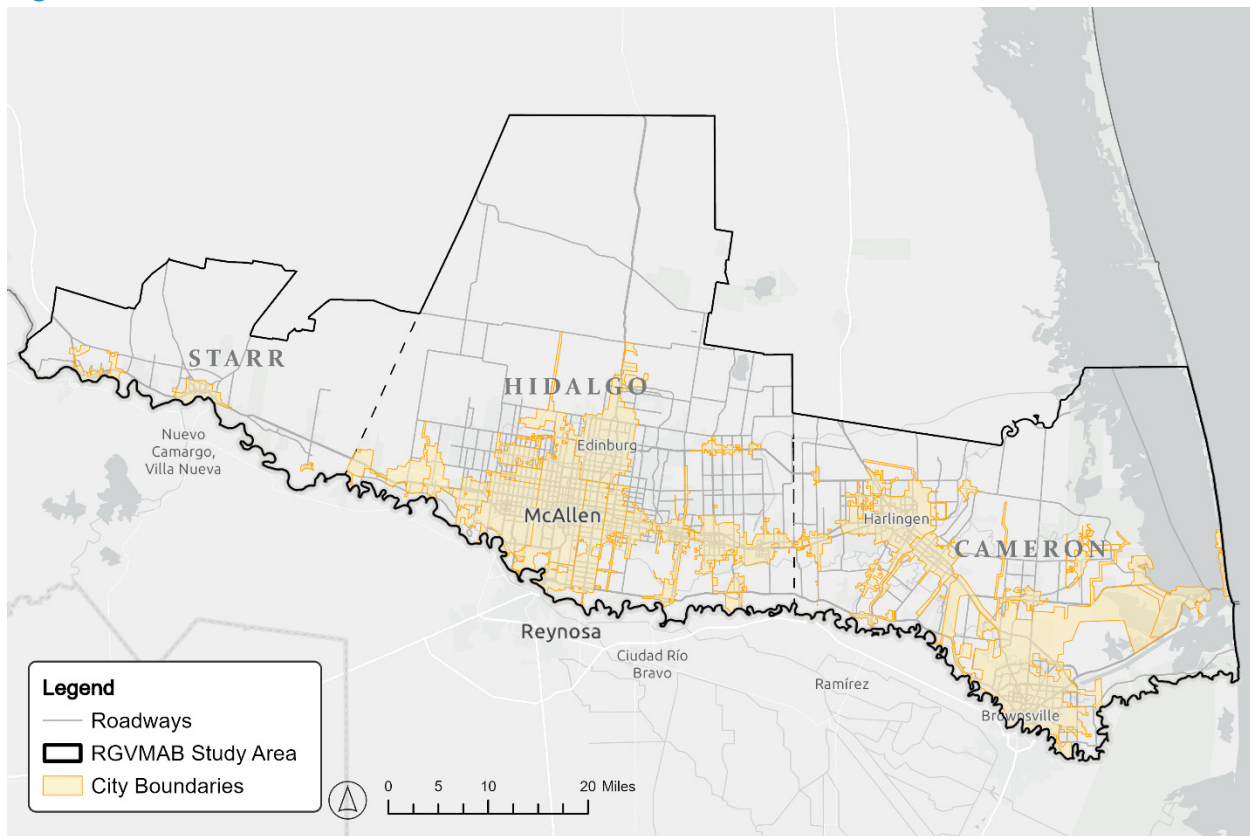 STARR
HIDALGO
Nuevo
Camargo,
Villa Nueva
Edinburg
McAllen
Harlingen
CAMERON
Reynosa
Ciudad Río
Bravo
Ramírez
Brownsville
Legend
Roadways
RGVMAB Study Area
City Boundaries
0 5 10 20 Miles